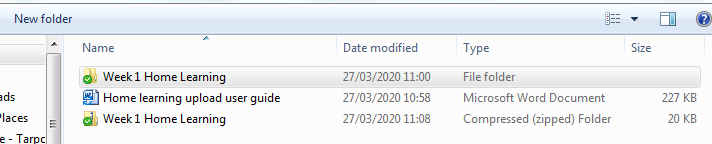 New folder
Name Date modified Type Size
Week 1 Home Learning 27/03/2020 11:00 File folder
ads Home learning upload user guide 27/03/2020 10:58 Microsoft Word Document 227 KB
Places Week 1 Home Learning 27/03/2020 11:08 Compressed (zipped) Folder 20 KB
e - Tarpc